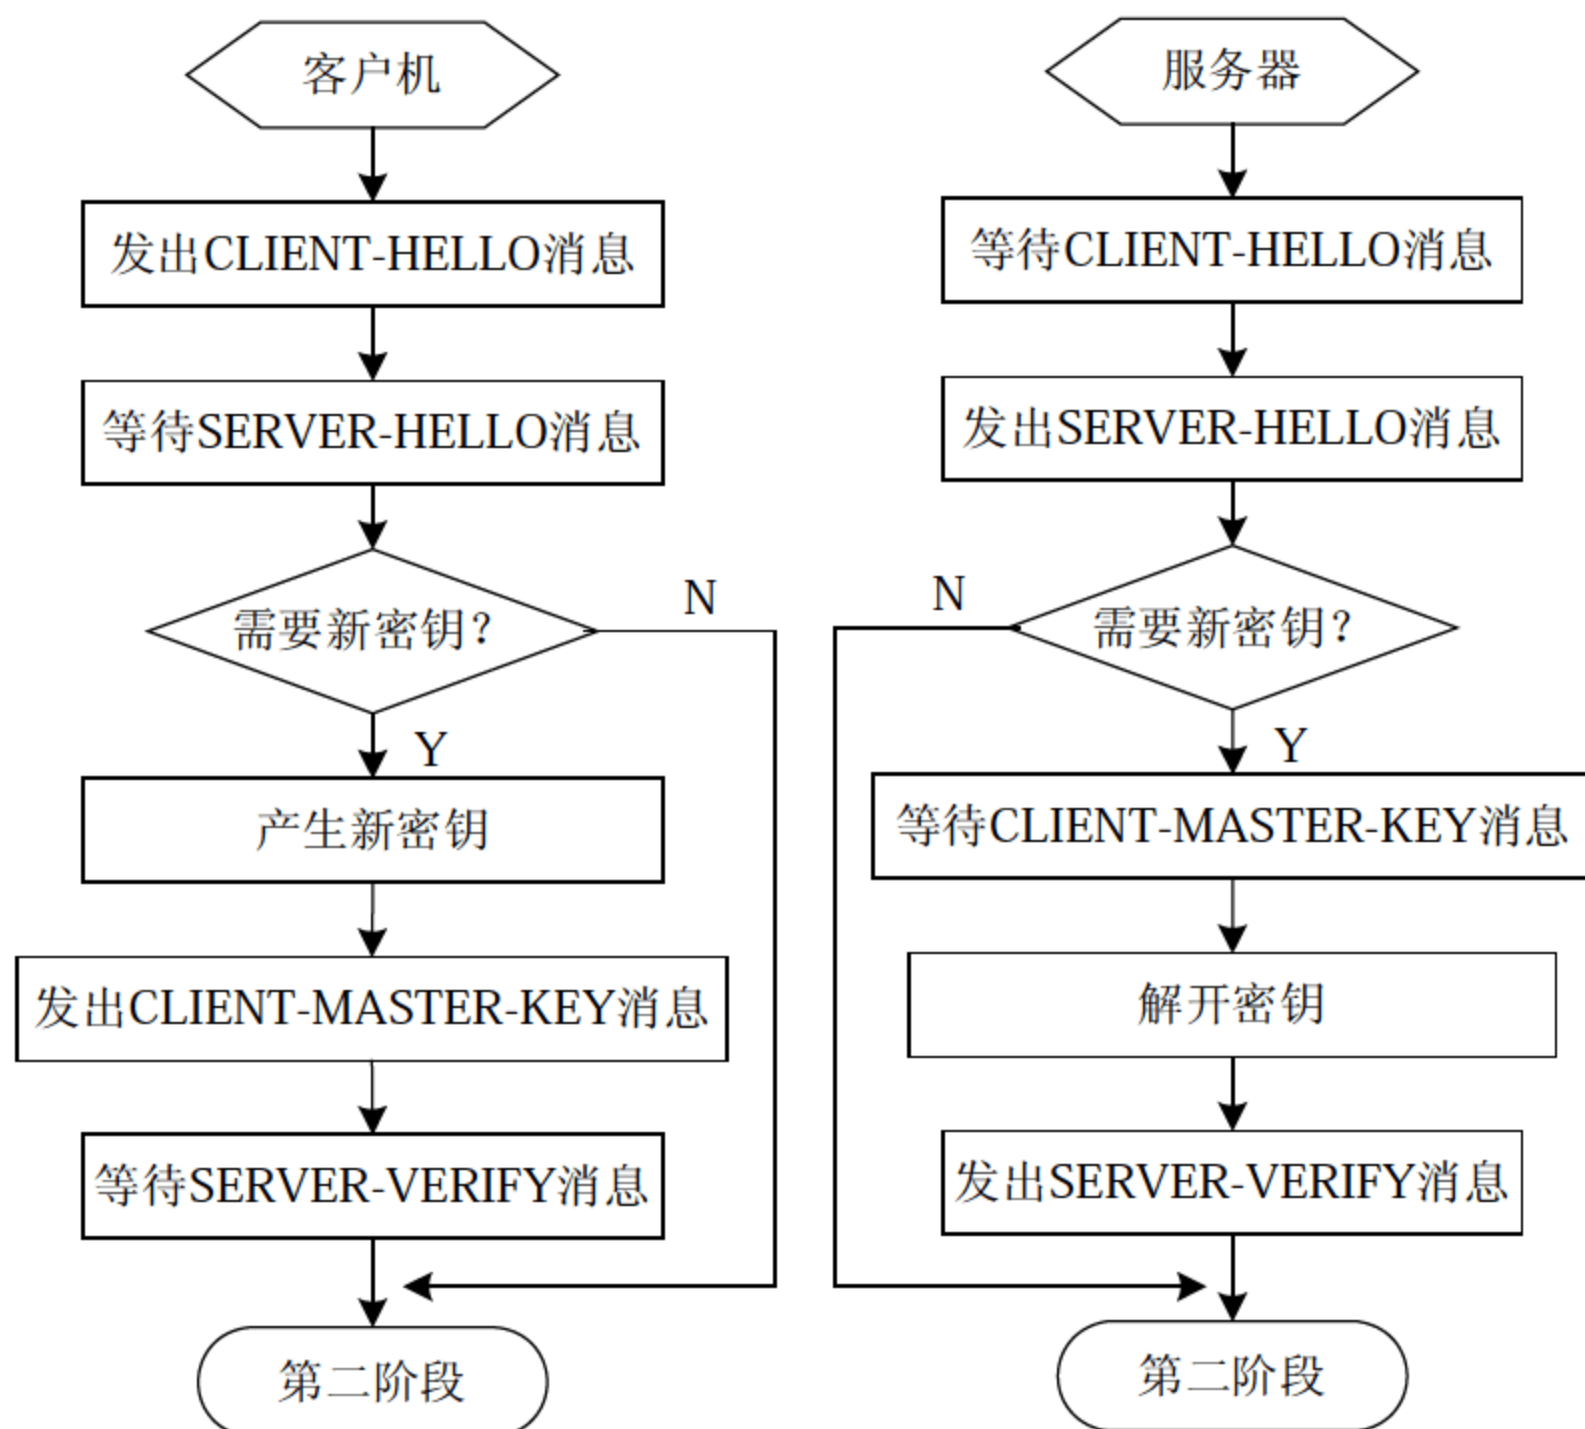 客户机
发出CLIENT-HELLO消息
等待SERVER-HELLO消息
需要新密钥？
N
Y
产生新密钥
发出CLIENT-MASTER-KEY消息
等待SERVER-VERIFY消息
第二阶段
服务器
等待CLIENT-HELLO消息
发出SERVER-HELLO消息
需要新密钥？
N
Y
等待CLIENT-MASTER-KEY消息
解开密钥
发出SERVER-VERIFY消息
第二阶段